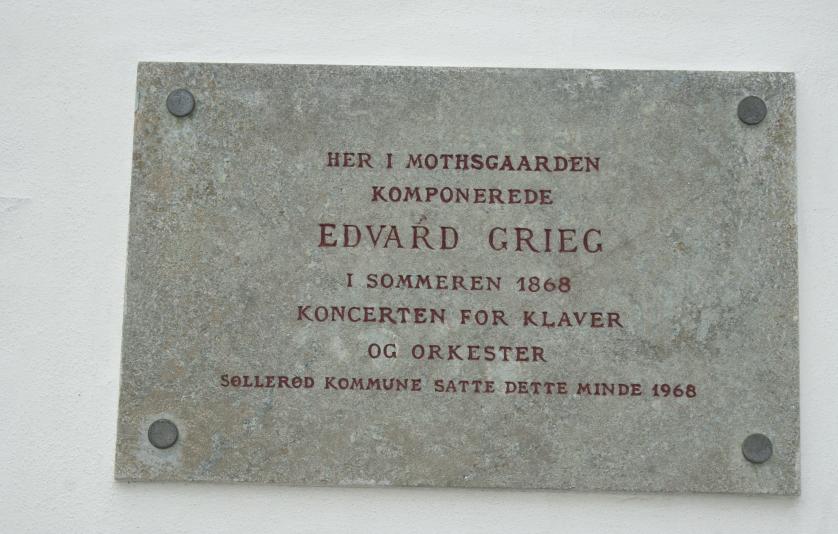 HER I MOTHSGAARDEN
KOMPONEREDE
EDVARD GRIEG
I SOMMEREN 1868
KONCERTEN FOR KLAVER
OG ORKESTER
SØLLERØD KOMMUNE SATTE DETTE MINDE 1968